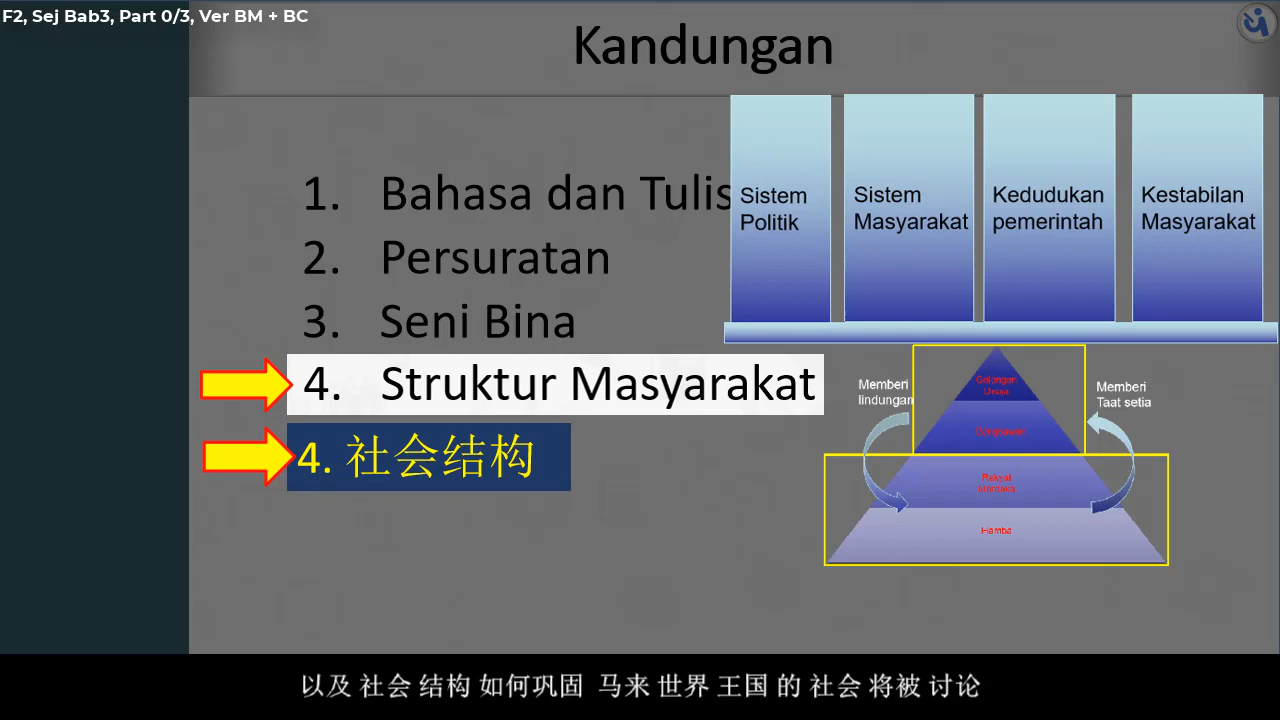 F2, Sej Bab3, Part 0/3, Ver BM + BC
Kandungan
1. Bahasa dan Tulis
2. Persuratan
3. Seni Bina
4. Struktur Masyarakat
4. 社会结构
Sistem
Politik
Sistem
Masyarakat
Kedudukan
pemerintah
Kestabilan
Masyarakat
Memberi
lindungan
Golongan
Diraja
Bangsawan
Rakyat
Merdeka
Hamba
Memberi
Taat setia
以及 社会 结构 如何巩固 马来 世界 王国 的 社会 将被 讨论